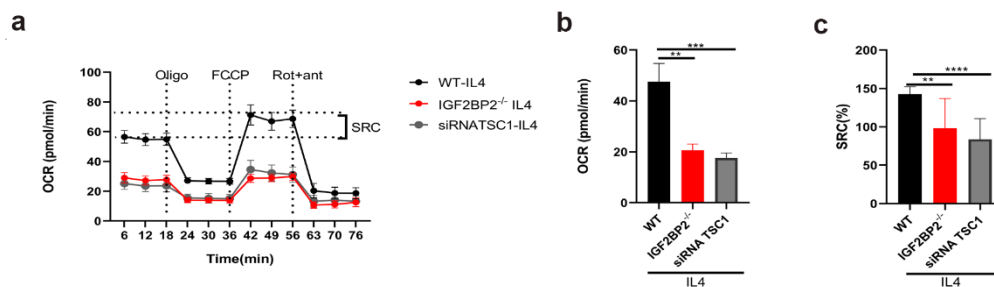 a
Oligo FCCP Rot+ant
OCR (pmol/min)
100
80
60
40
20
0
6 12 18 24 30 36 42 49 56 63 70 76
Time(min)
WT-IL4
IGF2BP2-/- IL4
siRNATSC1-IL4
SRC
b
OCR (pmol/min)
60
40
20
0
***
**
WT
IGF2BP2-/-
siRNA TSC1
IL4
c
SRC(%)
200
150
100
50
0
****
**
WT
IGF2BP2-/-
siRNA TSC1
IL4